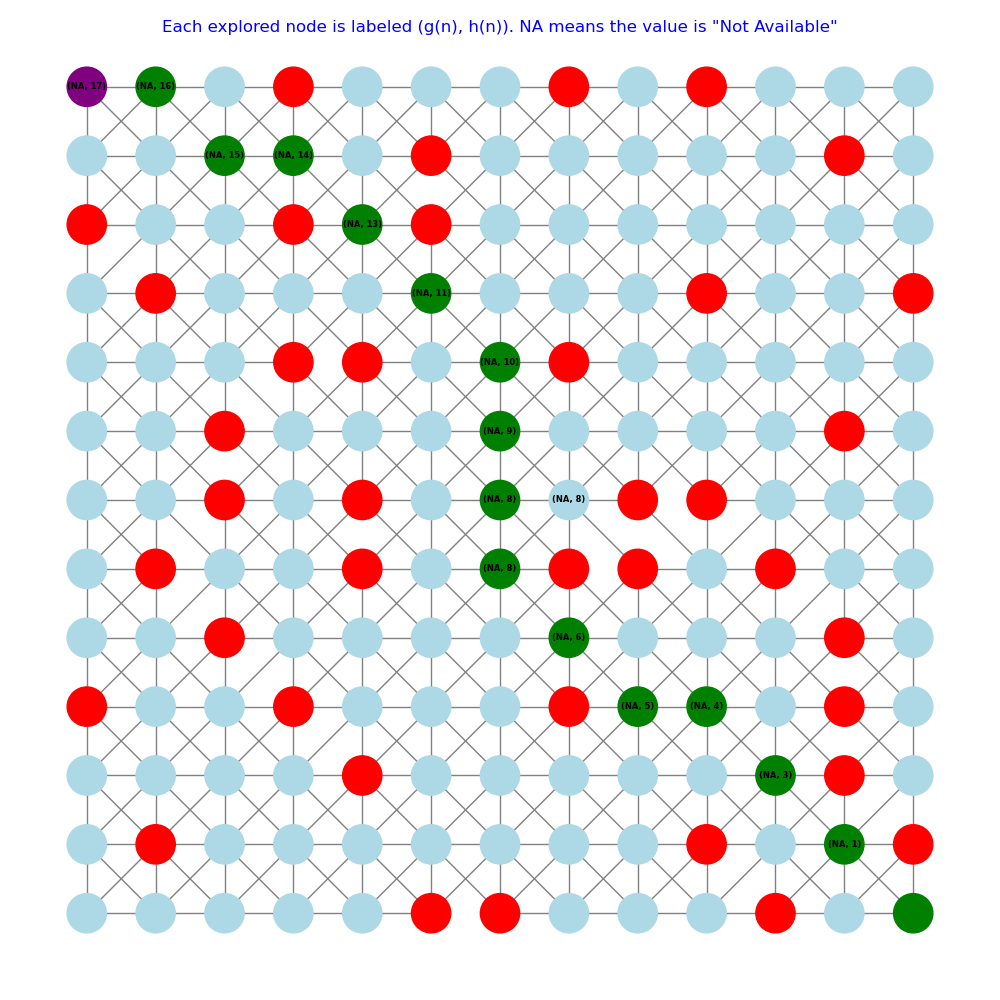 Each explored node is labeled (g(n), h(n)). NA means the value is "Not Available"
(NA, 17) (NA, 16)
(NA, 15) (NA, 14)
(NA, 13)
(NA, 11)
(NA, 10)
(NA, 9)
(NA, 8) (NA, 8)
(NA, 8)
(NA, 6)
(NA, 5) (NA, 4)
(NA, 3)
(NA, 1)